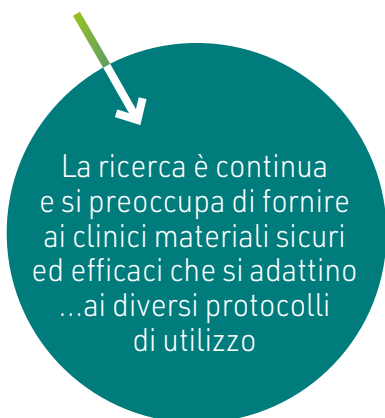 La ricerca è continua
e si preoccupa di fornire
ai clinici materiali sicuri
ed efficaci che si adattino
...ai diversi protocolli
di utilizzo